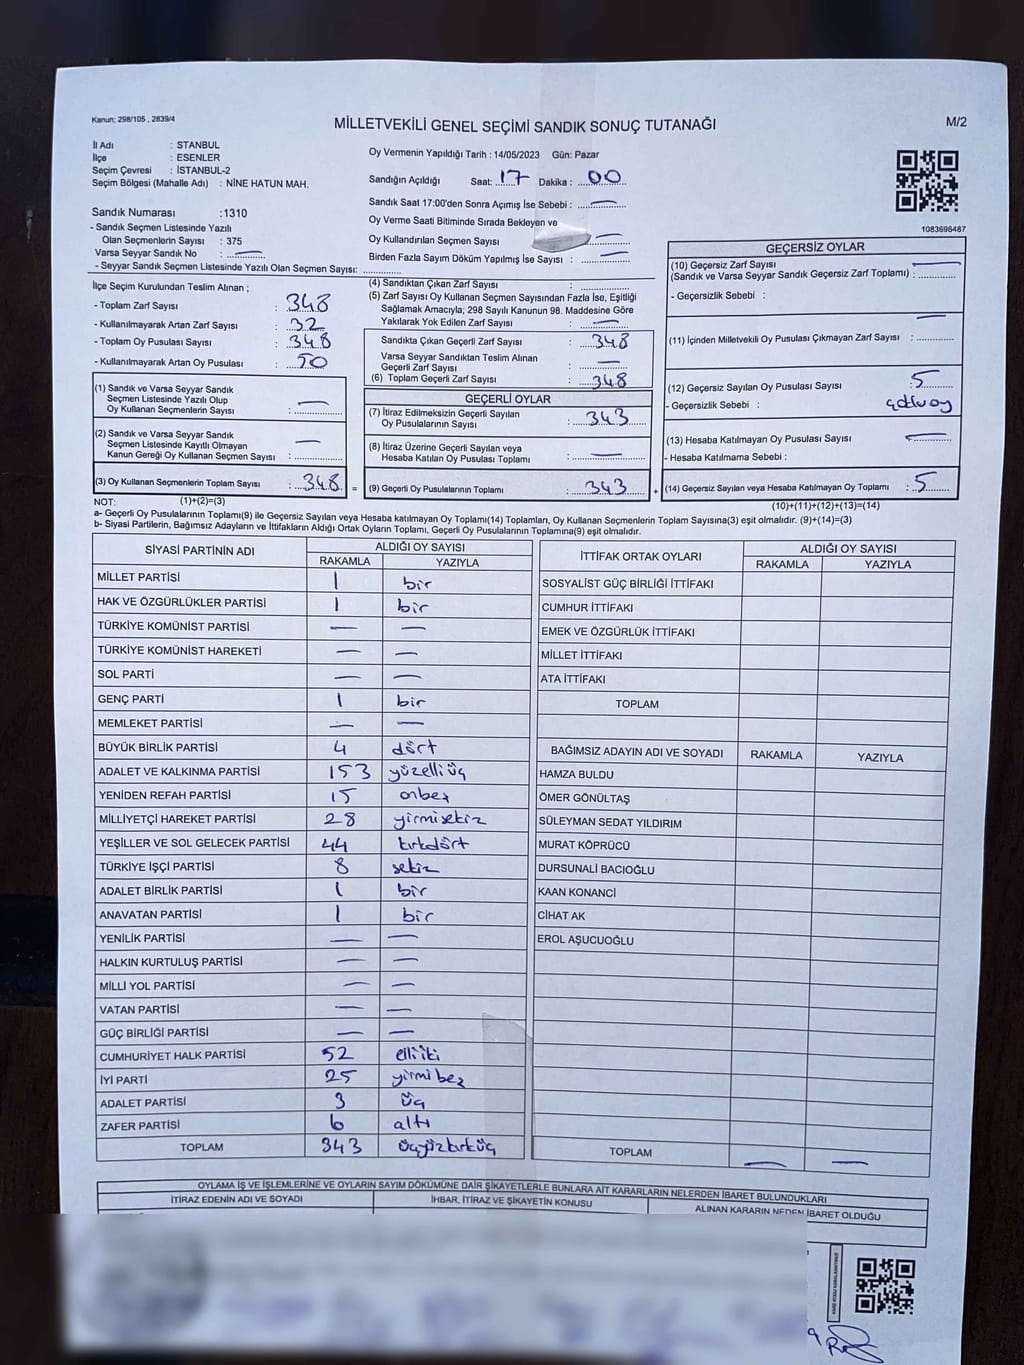 Kanun; 298/105 , 2839/4
MİLLETVEKİLİ GENEL SEÇİMİ SANDIK SONUÇ TUTANAĞI
M/2
İl Adı : STANBUL
İlçe : ESENLER
Seçim Çevresi : İSTANBUL-2
Seçim Bölgesi (Mahalle Adı) : NİNE HATUN MAH.
Sandık Numarası :1310
- Sandık Seçmen Listesinde Yazılı
Olan Seçmenlerin Sayısı : 375
Varsa Seyyar Sandık No : —
- Seyyar Sandık Seçmen Listesinde Yazılı Olan Seçmen Sayısı: ..............
Oy Vermenin Yapıldığı Tarih : 14/05/2023 Gün: Pazar
Sandığın Açıldığı Saat: 17 Dakika : 00
Sandık Saat 17:00'den Sonra Açımış İse Sebebi : —
Oy Verme Saati Bitiminde Sırada Bekleyen ve
Oy Kullandırılan Seçmen Sayısı —
Birden Fazla Sayım Döküm Yapılmış İse Sayısı : —
1083696487
İlçe Seçim Kurulundan Teslim Alınan ;
- Toplam Zarf Sayısı : 348
- Kullanılmayarak Artan Zarf Sayısı : 32
- Toplam Oy Pusulası Sayısı : 348
- Kullanılmayarak Artan Oy Pusulası : 50
(1) Sandık ve Varsa Seyyar Sandık
Seçmen Listesinde Yazılı Olup
Oy Kullanan Seçmenlerin Sayısı : —
(2) Sandık ve Varsa Seyyar Sandık
Seçmen Listesinde Kayıtlı Olmayan
Kanun Gereği Oy Kullanan Seçmen Sayısı : —
(3) Oy Kullanan Seçmenlerin Toplam Sayısı : 348 =
(4) Sandıktan Çıkan Zarf Sayısı : ..............
(5) Zarf Sayısı Oy Kullanan Seçmen Sayısından Fazla İse, Eşitliği
Sağlamak Amacıyla; 298 Sayılı Kanunun 98. Maddesine Göre
Yakılarak Yok Edilen Zarf Sayısı : —
Sandıkta Çıkan Geçerli Zarf Sayısı : 348
Varsa Seyyar Sandıktan Teslim Alınan
Geçerli Zarf Sayısı : —
(6) Toplam Geçerli Zarf Sayısı : 348
GEÇERLİ OYLAR
(7) İtiraz Edilmeksizin Geçerli Sayılan
Oy Pusulalarının Sayısı : 343
(8) İtiraz Üzerine Geçerli Sayılan veya
Hesaba Katılan Oy Pusulası Toplamı : —
(9) Geçerli Oy Pusulalarının Toplamı : 343 +
GEÇERSİZ OYLAR
(10) Geçersiz Zarf Sayısı —
(Sandık ve Varsa Seyyar Sandık Geçersiz Zarf Toplamı) : ..............
- Geçersizlik Sebebi :
(11) İçinden Milletvekili Oy Pusulası Çıkmayan Zarf Sayısı : —
(12) Geçersiz Sayılan Oy Pusulası Sayısı : 5
- Geçersizlik Sebebi :
(13) Hesaba Katılmayan Oy Pusulası Sayısı : —
- Hesaba Katılmama Sebebi :
(14) Geçersiz Sayılan veya Hesaba Katılmayan Oy Toplamı : 5
NOT: (1)+(2)=(3)
(10)+(11)+(12)+(13)=(14)
a- Geçerli Oy Pusulalarının Toplamı(9) ile Geçersiz Sayılan veya Hesaba katılmayan Oy Toplamı(14) Toplamları, Oy Kullanan Seçmenlerin Toplam Sayısına(3) eşit olmalıdır. (9)+(14)=(3)
b- Siyasi Partilerin, Bağımsız Adayların ve İttifakların Aldığı Ortak Oyların Toplamı, Geçerli Oy Pusulalarının Toplamına(9) eşit olmalıdır.
SİYASİ PARTİNİN ADI ALDIĞI OY SAYISI
RAKAMLA YAZIYLA
MİLLET PARTİSİ 1 bir
HAK VE ÖZGÜRLÜKLER PARTİSİ 1 bir
TÜRKİYE KOMÜNİST PARTİSİ — —
TÜRKİYE KOMÜNİST HAREKETİ — —
SOL PARTİ — —
GENÇ PARTİ 1 bir
MEMLEKET PARTİSİ — —
BÜYÜK BİRLİK PARTİSİ 4 dört
ADALET VE KALKINMA PARTİSİ 153 yüzelliüç
YENİDEN REFAH PARTİSİ 15 onbeş
MİLLİYETÇİ HAREKET PARTİSİ 28 yirmisekiz
YEŞİLLER VE SOL GELECEK PARTİSİ 44 kırkdört
TÜRKİYE İŞÇİ PARTİSİ 8 sekiz
ADALET BİRLİK PARTİSİ 1 bir
ANAVATAN PARTİSİ 1 bir
YENİLİK PARTİSİ — —
HALKIN KURTULUŞ PARTİSİ — —
MİLLİ YOL PARTİSİ — —
VATAN PARTİSİ — —
GÜÇ BİRLİĞİ PARTİSİ — —
CUMHURİYET HALK PARTİSİ 52 elliiki
İYİ PARTİ 25 yirmibeş
ADALET PARTİSİ 3 üç
ZAFER PARTİSİ 6 altı
TOPLAM 343 üçyüzkırküç
İTTİFAK ORTAK OYLARI ALDIĞI OY SAYISI
RAKAMLA YAZIYLA
SOSYALİST GÜÇ BİRLİĞİ İTTİFAKI
CUMHUR İTTİFAKI
EMEK VE ÖZGÜRLÜK İTTİFAKI
MİLLET İTTİFAKI
ATA İTTİFAKI
TOPLAM
BAĞIMSIZ ADAYIN ADI VE SOYADI RAKAMLA YAZIYLA
HAMZA BULDU
ÖMER GÖNÜLTAŞ
SÜLEYMAN SEDAT YILDIRIM
MURAT KÖPRÜCÜ
DURSUNALİ BACIOĞLU
KAAN KONANCİ
CİHAT AK
EROL AŞUCUOĞLU
TOPLAM — —
OYLAMA İŞ VE İŞLEMLERİNE VE OYLARIN SAYIM DÖKÜMÜNE DAİR ŞİKAYETLERLE BUNLARA AİT KARARLARIN NELERDEN İBARET BULUNDUKLARI
İTİRAZ EDENİN ADI VE SOYADI İHBAR, İTİRAZ VE ŞİKAYETİN KONUSU ALINAN KARARIN NEDEN İBARET OLDUĞU